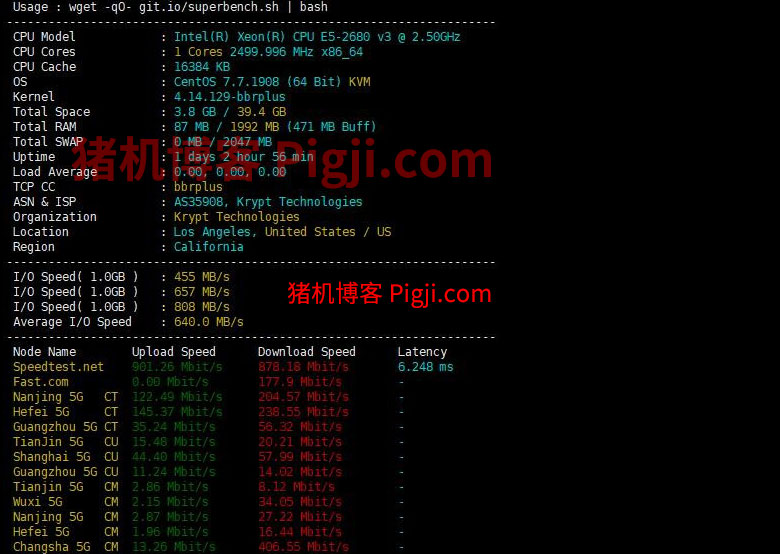 Usage : wget -qO- git.io/superbench.sh | bash
----------------------------------------------------------------------
CPU Model : Intel(R) Xeon(R) CPU E5-2680 v3 @ 2.50GHz
CPU Cores : 1 Cores 2499.996 MHz x86_64
CPU Cache : 16384 KB
OS : CentOS 7.7.1908 (64 Bit) KVM
Kernel : 4.14.129-bbrplus
Total Space : 3.8 GB / 39.4 GB
Total RAM : 87 MB / 1992 MB (471 MB Buff)
Total SWAP : 0 MB / 2047 MB
Uptime : 1 days 2 hour 56 min
Load Average : 0.00, 0.00, 0.00
猪机博客 Pigji.com
TCP CC : bbrplus
ASN & ISP : AS35908, Krypt Technologies
Organization : Krypt Technologies
Location : Los Angeles, United States / US
Region : California
----------------------------------------------------------------------
I/O Speed( 1.0GB ) : 455 MB/s
I/O Speed( 1.0GB ) : 657 MB/s
猪机博客 Pigji.com
I/O Speed( 1.0GB ) : 808 MB/s
Average I/O Speed : 640.0 MB/s
----------------------------------------------------------------------
Node Name Upload Speed Download Speed Latency
Speedtest.net 901.26 Mbit/s 878.18 Mbit/s 6.248 ms
Fast.com 0.00 Mbit/s 177.9 Mbit/s -
Nanjing 5G CT 122.49 Mbit/s 204.57 Mbit/s -
Hefei 5G CT 145.37 Mbit/s 238.55 Mbit/s -
Guangzhou 5G CT 35.24 Mbit/s 56.32 Mbit/s -
TianJin 5G CU 15.48 Mbit/s 20.21 Mbit/s -
Shanghai 5G CU 44.40 Mbit/s 57.99 Mbit/s -
Guangzhou 5G CU 11.24 Mbit/s 14.02 Mbit/s -
Tianjin 5G CM 2.86 Mbit/s 8.12 Mbit/s -
Wuxi 5G CM 2.15 Mbit/s 34.05 Mbit/s -
Nanjing 5G CM 2.87 Mbit/s 27.22 Mbit/s -
Hefei 5G CM 1.96 Mbit/s 16.44 Mbit/s -
Changsha 5G CM 13.26 Mbit/s 406.55 Mbit/s -